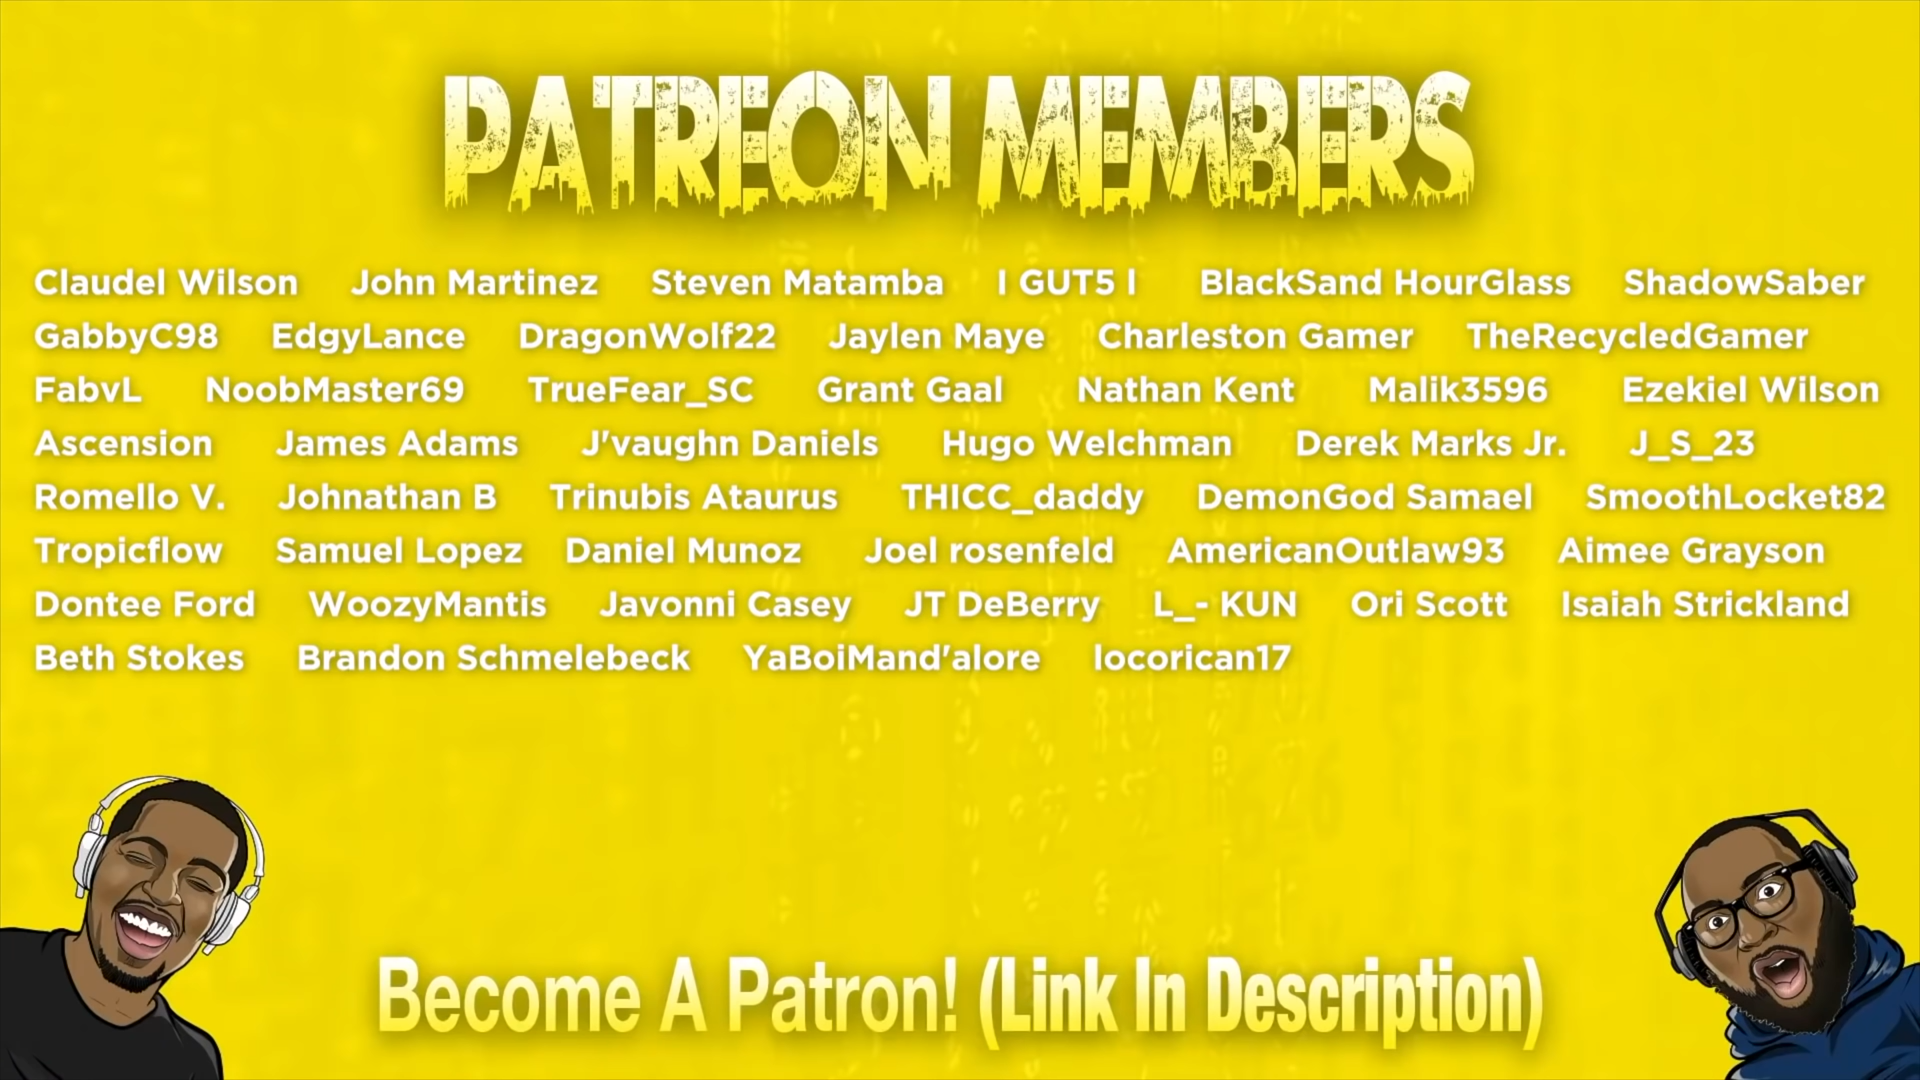 PATREON MEMBERS
Claudel Wilson John Martinez Steven Matamba I GUT5 I BlackSand HourGlass ShadowSaber
GabbyC98 EdgyLance DragonWolf22 Jaylen Maye Charleston Gamer TheRecycledGamer
FabvL NoobMaster69 TrueFear_SC Grant Gaal Nathan Kent Malik3596 Ezekiel Wilson
Ascension James Adams J'vaughn Daniels Hugo Welchman Derek Marks Jr. J_S_23
Romello V. Johnathan B Trinubis Ataurus THICC_daddy DemonGod Samael SmoothLocket82
Tropicflow Samuel Lopez Daniel Munoz Joel rosenfeld AmericanOutlaw93 Aimee Grayson
Dontee Ford WoozyMantis Javonni Casey JT DeBerry L_- KUN Ori Scott Isaiah Strickland
Beth Stokes Brandon Schmelebeck YaBoiMand'alore locorican17
Become A Patron! (Link In Description)